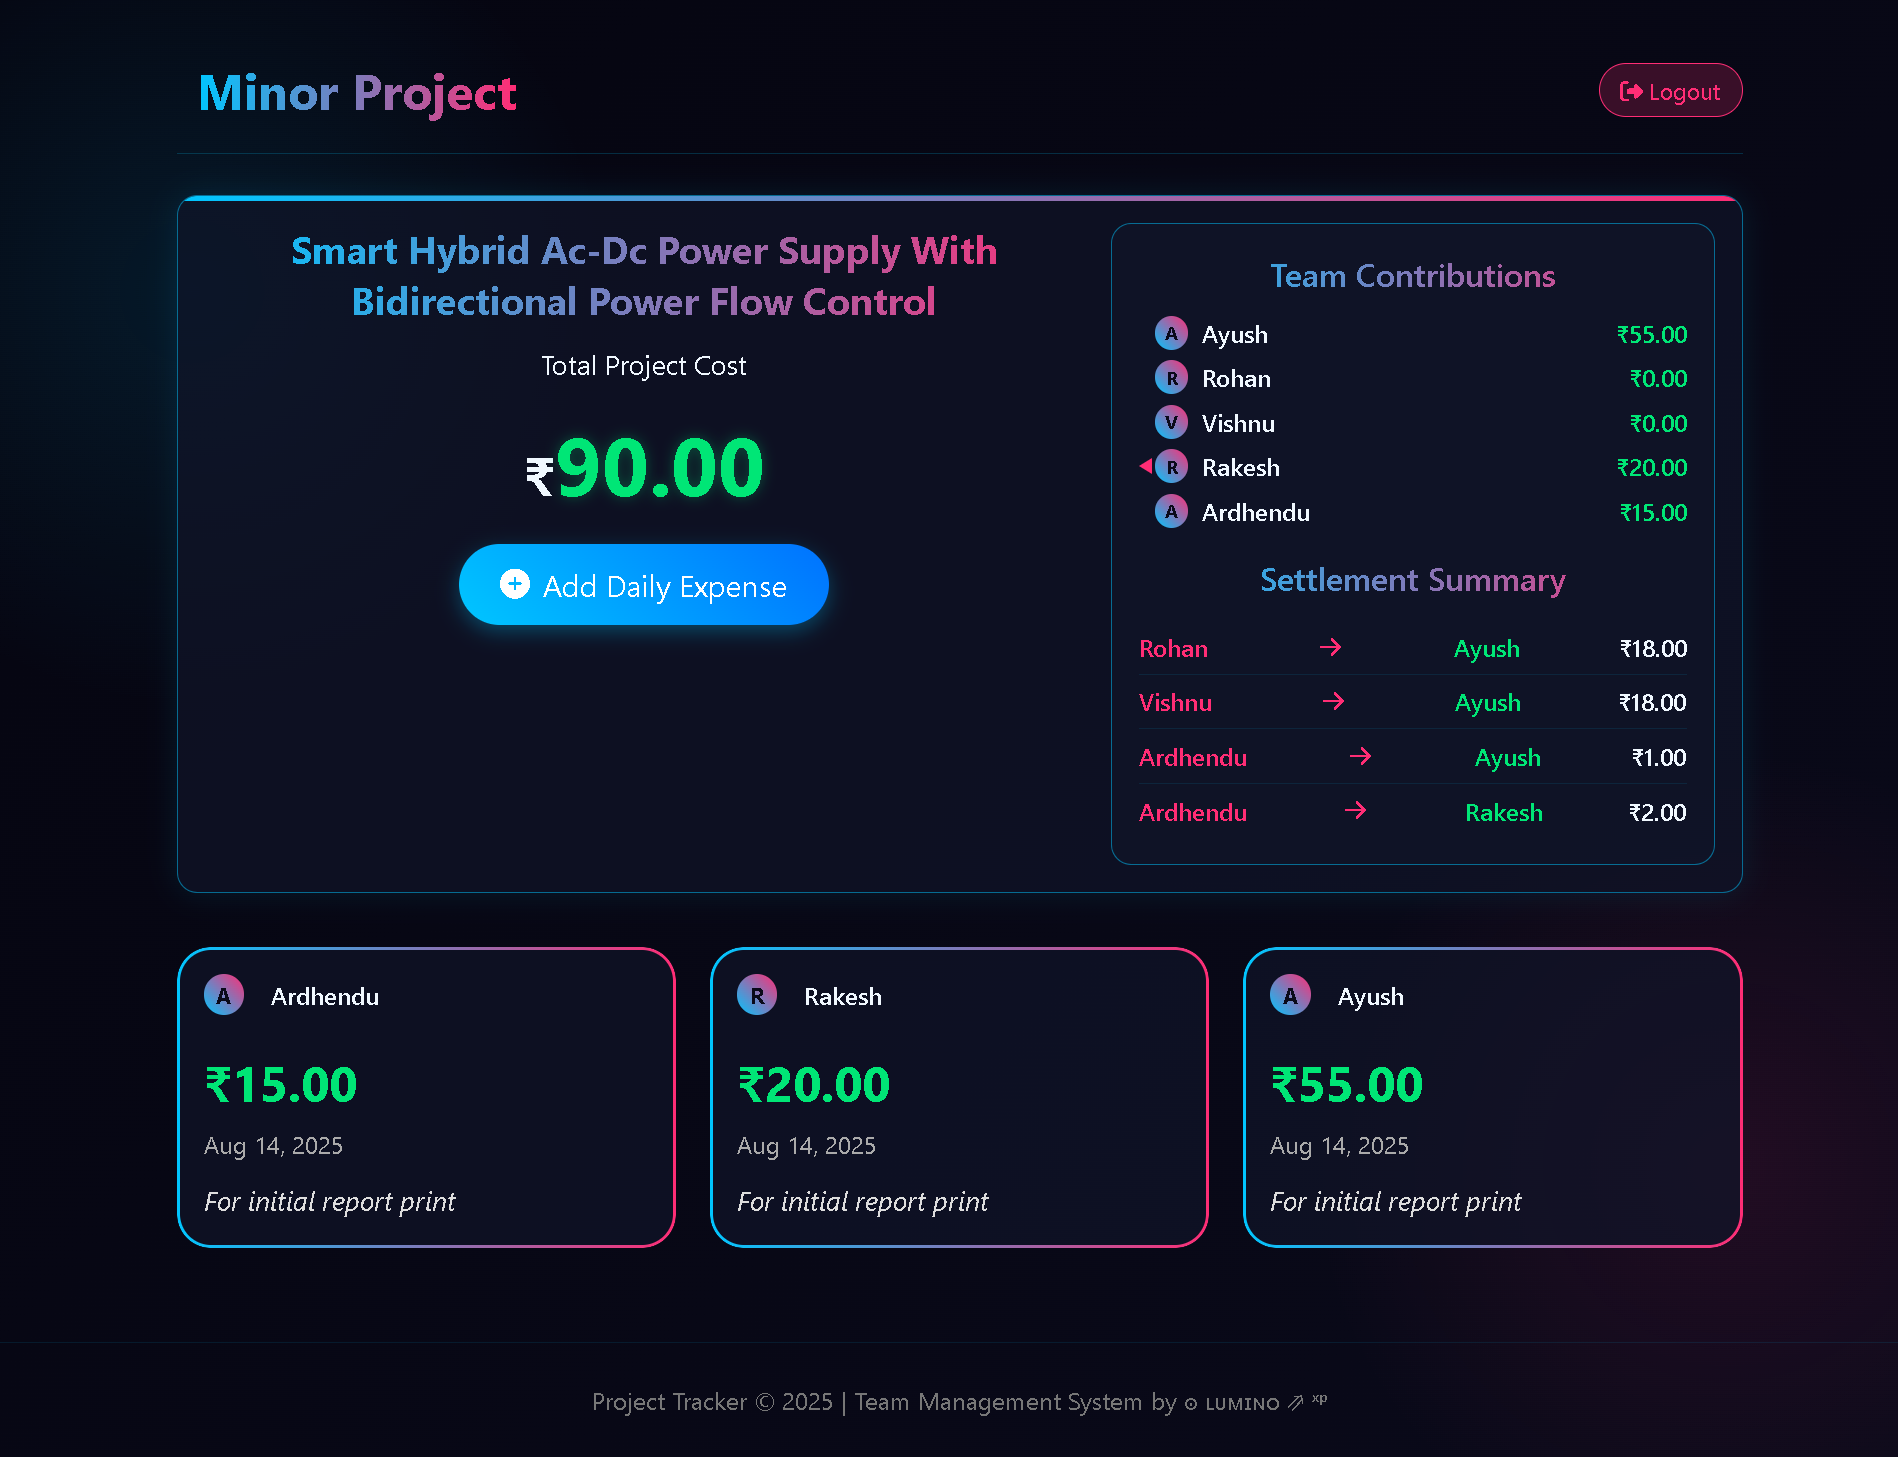 Minor Project
Logout
Smart Hybrid Ac-Dc Power Supply With
Bidirectional Power Flow Control
Total Project Cost
₹90.00
Add Daily Expense
Team Contributions
A Ayush ₹55.00
R Rohan ₹0.00
V Vishnu ₹0.00
R Rakesh ₹20.00
A Ardhendu ₹15.00
Settlement Summary
Rohan → Ayush ₹18.00
Vishnu → Ayush ₹18.00
Ardhendu → Ayush ₹1.00
Ardhendu → Rakesh ₹2.00
A Ardhendu
₹15.00
Aug 14, 2025
For initial report print
R Rakesh
₹20.00
Aug 14, 2025
For initial report print
A Ayush
₹55.00
Aug 14, 2025
For initial report print
Project Tracker © 2025 | Team Management System by ⊙ ʟᴜᴍɪɴᴏ ⇗ ˣᵖ